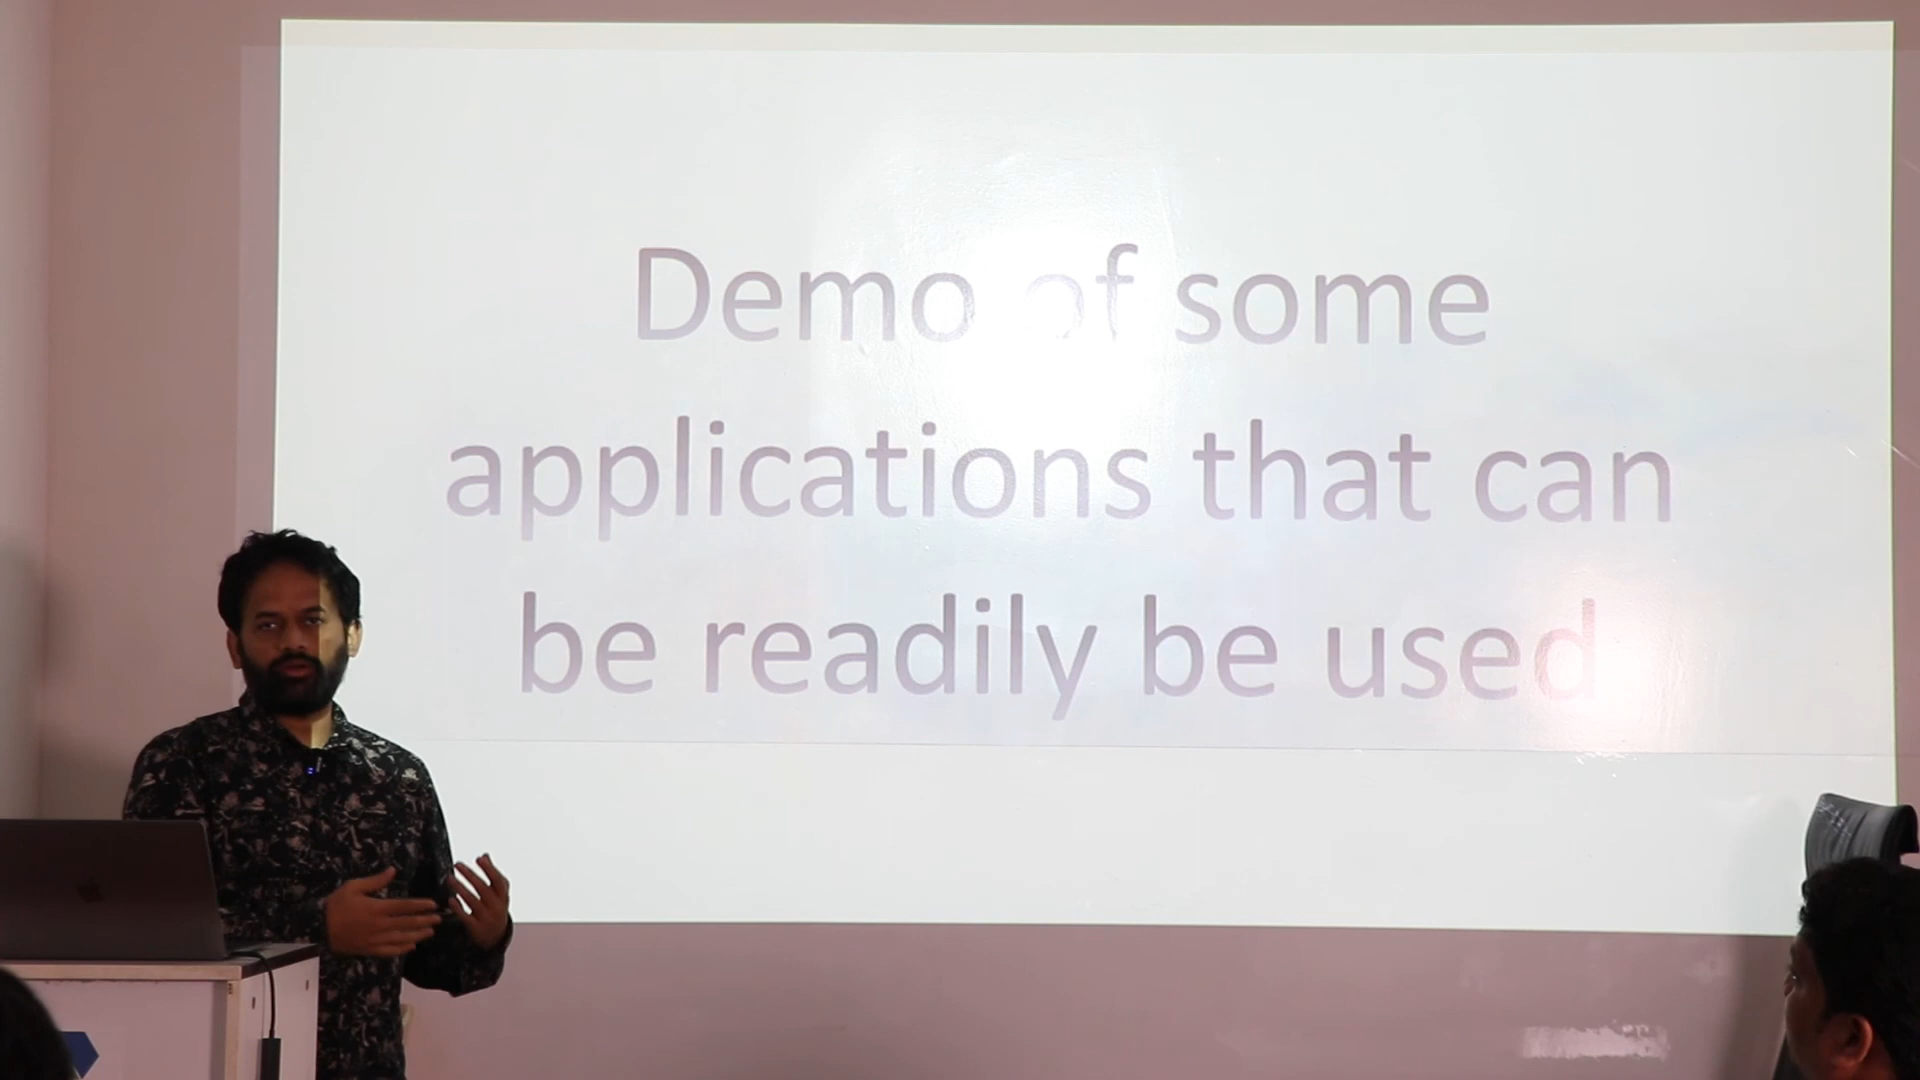 Demo of some
applications that can
be readily be used